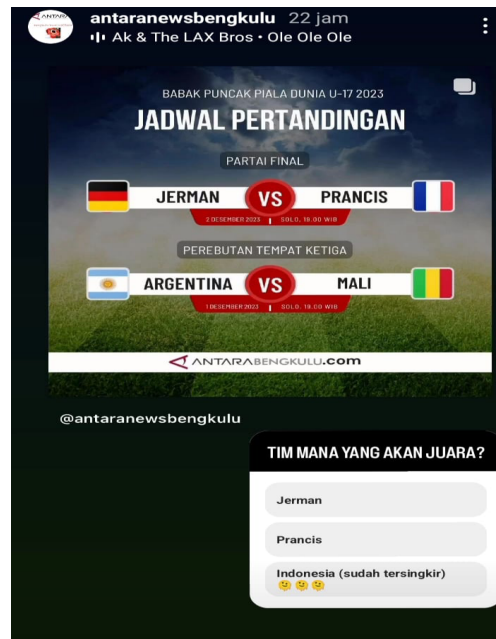 antaranewsbengkulu 22 jam
Ak & The LAX Bros • Ole Ole Ole
BABAK PUNCAK PIALA DUNIA U-17 2023
JADWAL PERTANDINGAN
PARTAI FINAL
JERMAN VS PRANCIS
2 DESEMBER 2023 | SOLO, 19.00 WIB
PEREBUTAN TEMPAT KETIGA
ARGENTINA VS MALI
1 DESEMBER 2023 | SOLO, 19.00 WIB
ANTARABENGKULU.com
@antaranewsbengkulu
TIM MANA YANG AKAN JUARA?
Jerman
Prancis
Indonesia (sudah tersingkir)
🫠🫠🫠